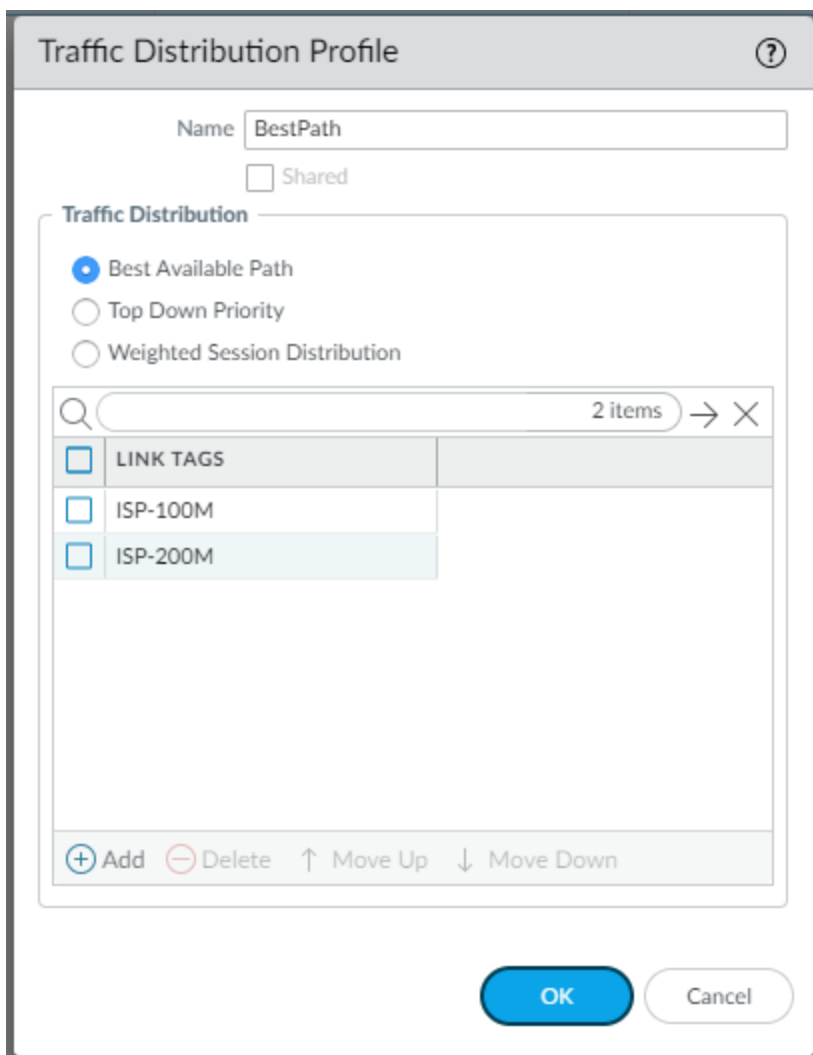 Traffic Distribution Profile ?
Name BestPath
Shared
Traffic Distribution
Best Available Path
Top Down Priority
Weighted Session Distribution
2 items
LINK TAGS
ISP-100M
ISP-200M
Add Delete Move Up Move Down
OK Cancel